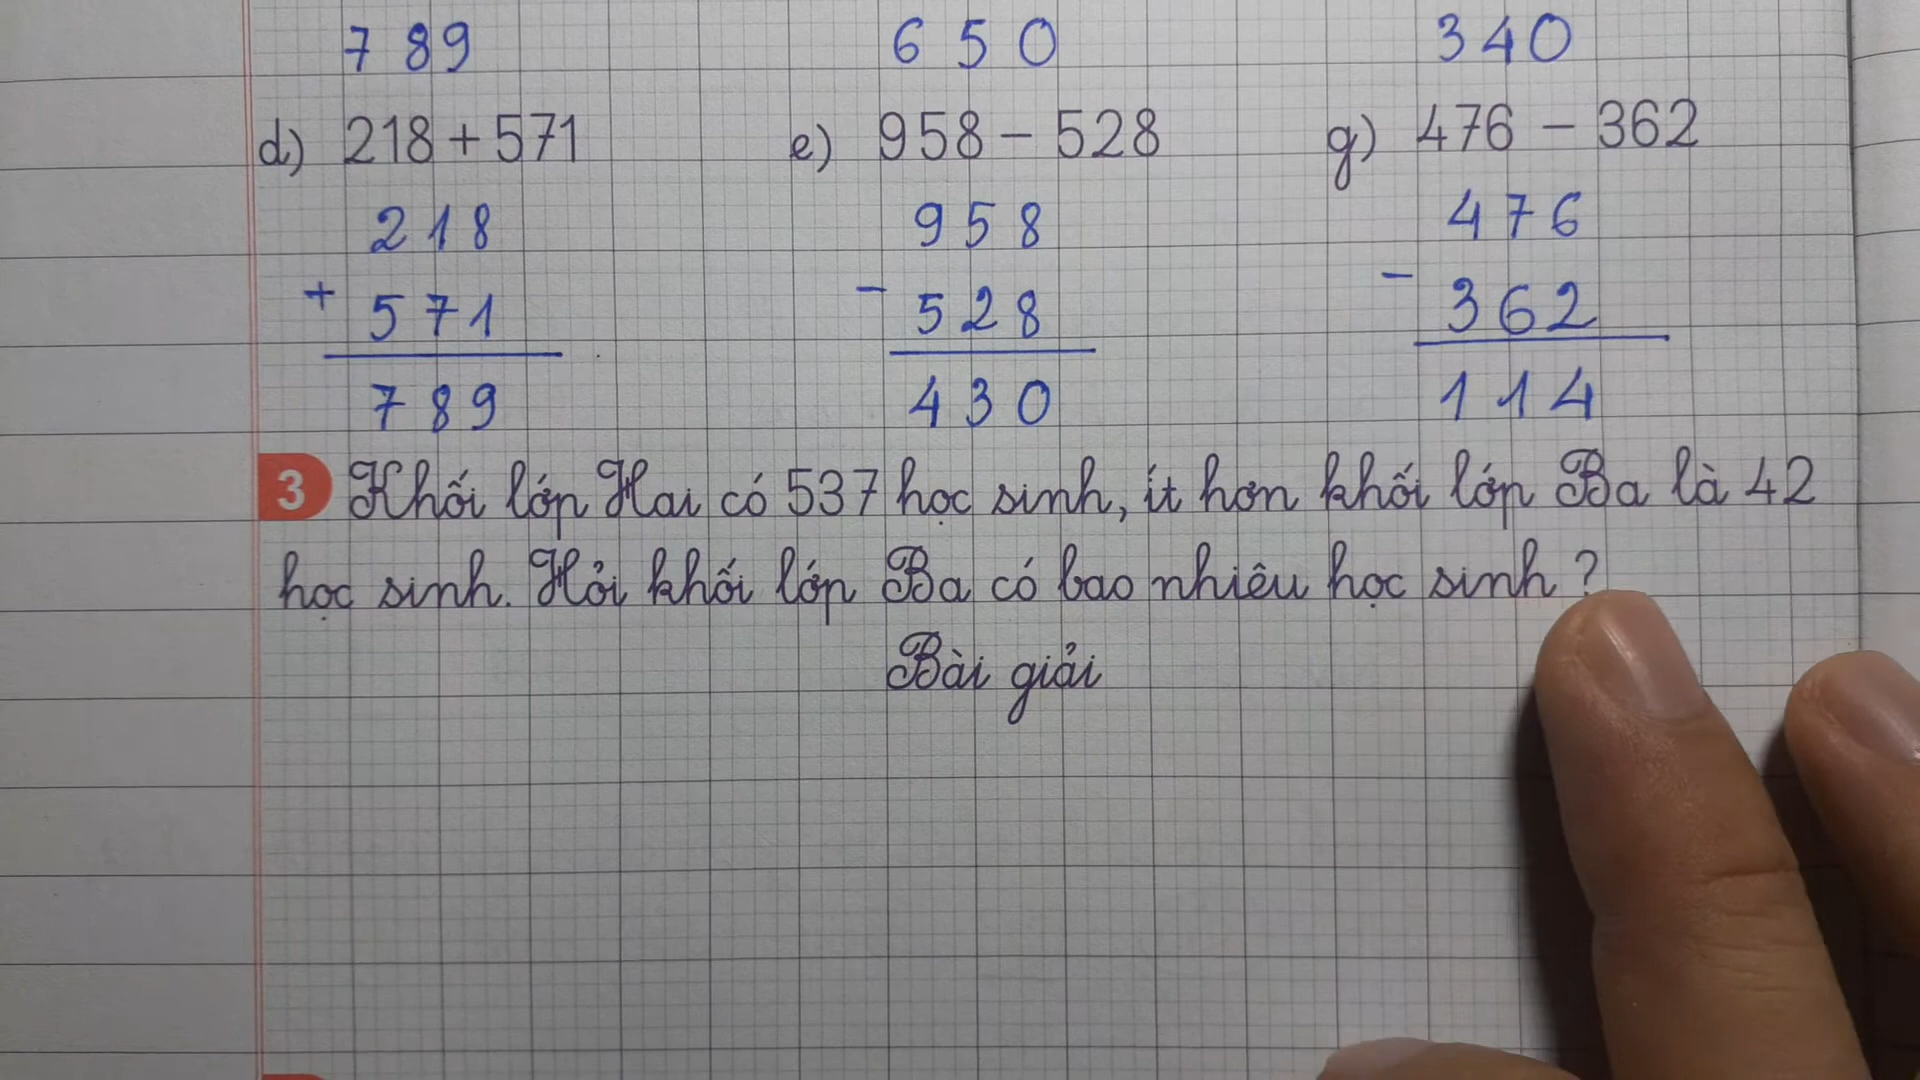 789 650 340
d) 218 + 571 e) 958 - 528 g) 476 - 362
218 958 476
+ 571 - 528 - 362
789 430 114
3 Khối lớp Hai có 537 học sinh, ít hơn khối lớp Ba là 42
học sinh. Hỏi khối lớp Ba có bao nhiêu học sinh?
Bài giải